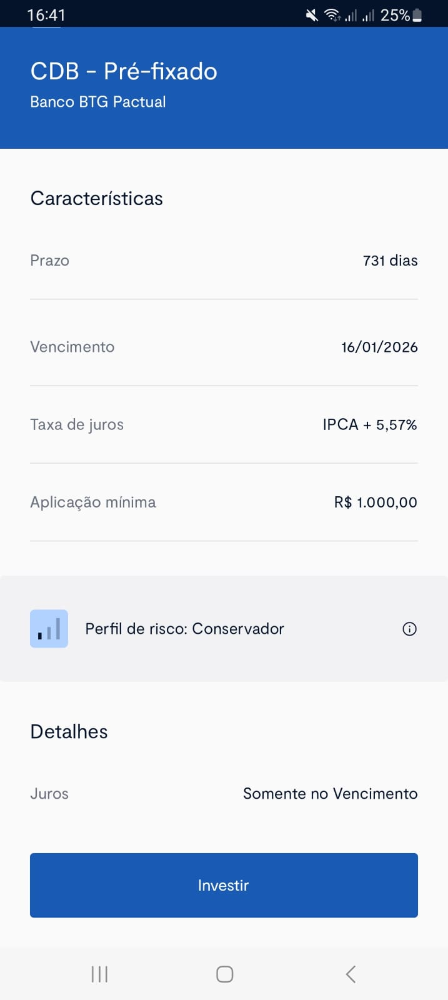 16:41
25%
CDB - Pré-fixado
Banco BTG Pactual
Características
Prazo 731 dias
Vencimento 16/01/2026
Taxa de juros IPCA + 5,57%
Aplicação mínima R$ 1.000,00
Perfil de risco: Conservador
Detalhes
Juros Somente no Vencimento
Investir